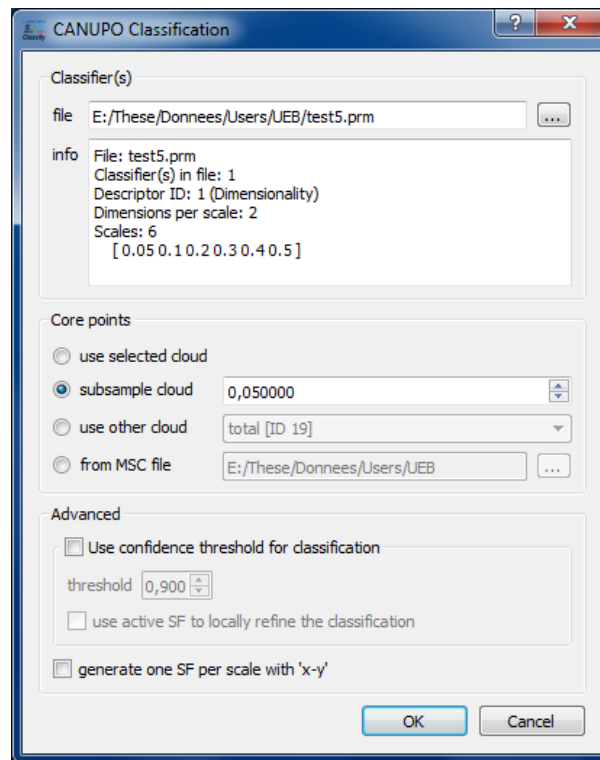 CANUPO Classification
Classifier(s)
file E:/These/Donnees/Users/UEB/test5.prm ...
info File: test5.prm
Classifier(s) in file: 1
Descriptor ID: 1 (Dimensionality)
Dimensions per scale: 2
Scales: 6
[ 0.05 0.1 0.2 0.3 0.4 0.5 ]
Core points
use selected cloud
subsample cloud 0,050000
use other cloud total [ID 19]
from MSC file E:/These/Donnees/Users/UEB ...
Advanced
Use confidence threshold for classification
threshold 0,900
use active SF to locally refine the classification
generate one SF per scale with 'x-y'
OK Cancel